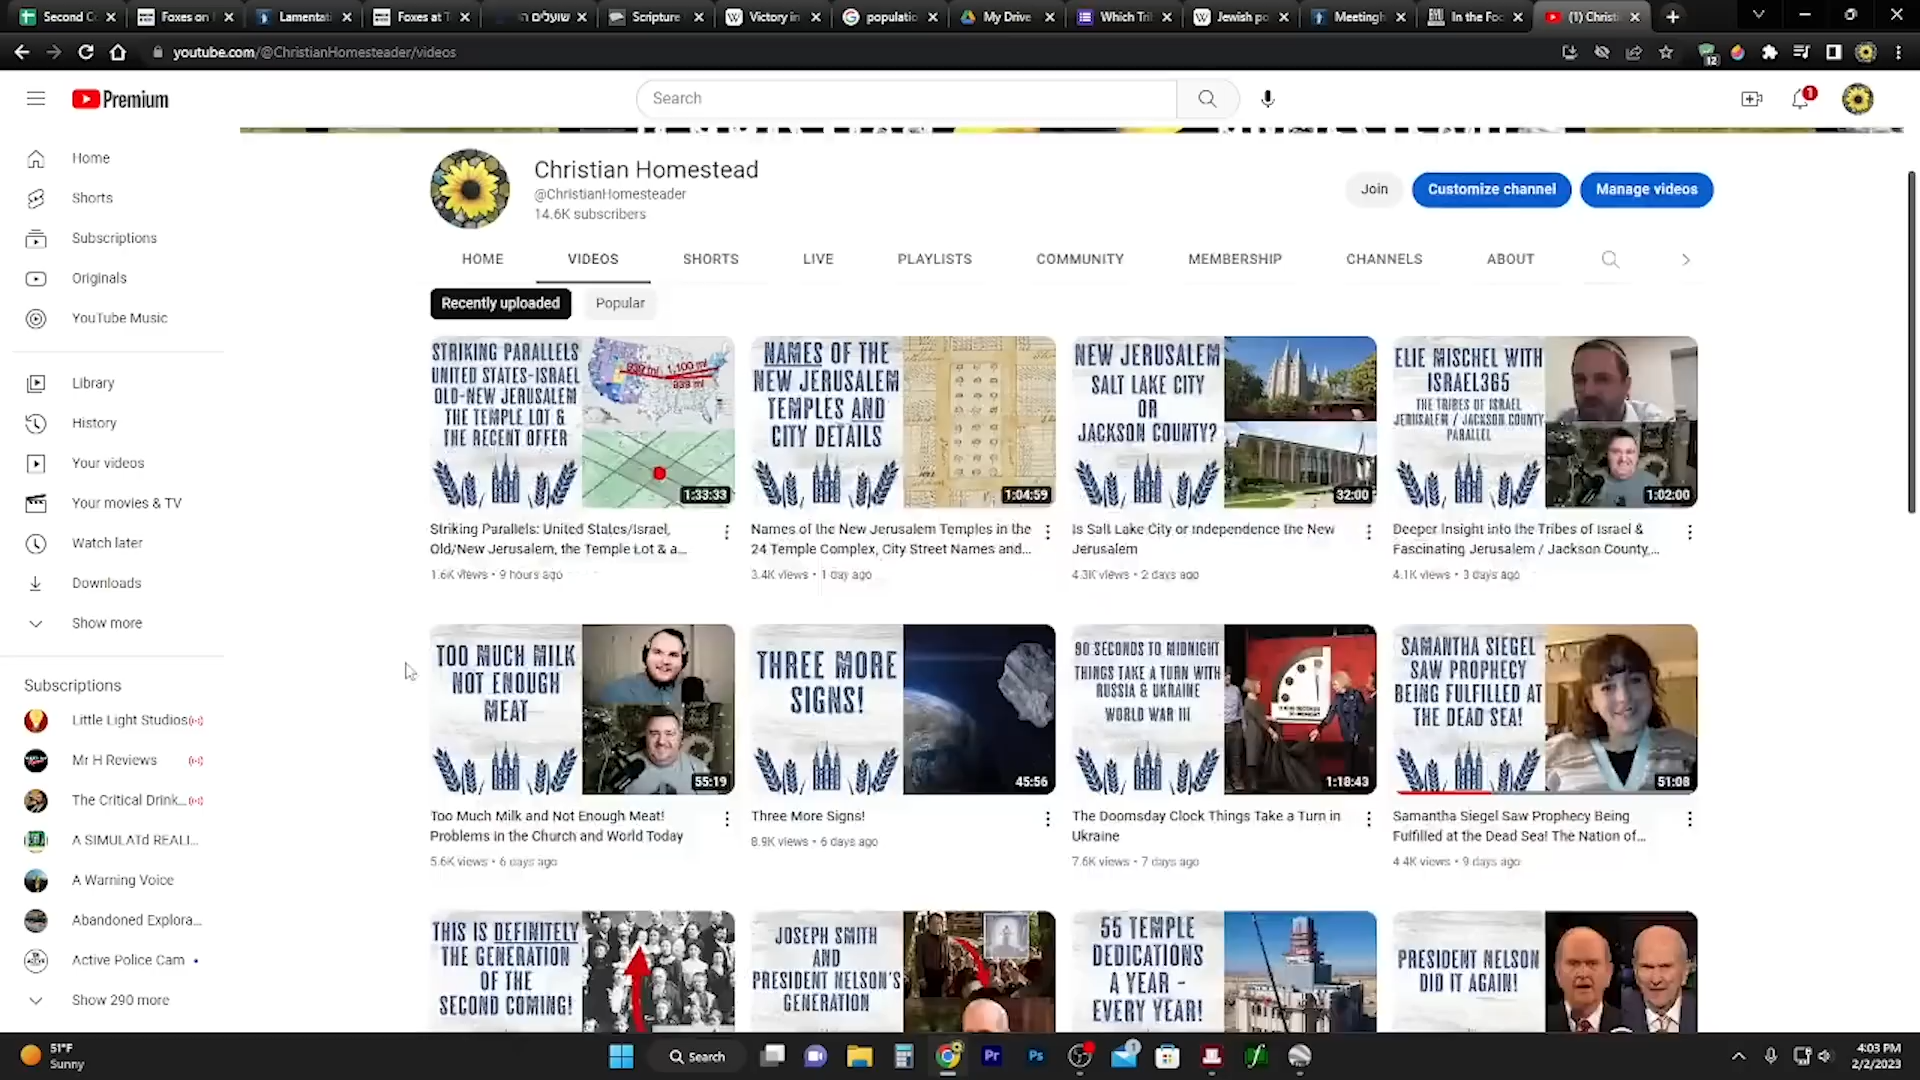 Second C
Foxes on
Lamentat
Foxes at T
שועלים ה
Scripture
Victory in
populatio
My Drive
Which Tri
Jewish po
Meetingh
In the Foo
(1) Christi
youtube.com/@ChristianHomesteader/videos
12
Premium
Search
1
Home
Shorts
Subscriptions
Originals
YouTube Music
Library
History
Your videos
Your movies & TV
Watch later
Downloads
Show more
Subscriptions
Little Light Studios
Mr H Reviews
The Critical Drink...
A SIMULATd REALI...
A Warning Voice
Abandoned Explora...
Active Police Cam
Show 290 more
Christian Homestead
@ChristianHomesteader
14.6K subscribers
Join
Customize channel
Manage videos
HOME
VIDEOS
SHORTS
LIVE
PLAYLISTS
COMMUNITY
MEMBERSHIP
CHANNELS
ABOUT
Recently uploaded
Popular
STRIKING PARALLELS
UNITED STATES-ISRAEL
OLD-NEW JERUSALEM
THE TEMPLE LOT &
THE RECENT OFFER
1,100 mi
1:33:33
Striking Parallels: United States/Israel,
Old/New Jerusalem, the Temple Lot & a...
1.6K views • 9 hours ago
NAMES OF THE
NEW JERUSALEM
TEMPLES AND
CITY DETAILS
1:04:59
Names of the New Jerusalem Temples in the
24 Temple Complex, City Street Names and...
3.4K views • 1 day ago
NEW JERUSALEM
SALT LAKE CITY
OR
JACKSON COUNTY?
32:00
Is Salt Lake City or Independence the New
Jerusalem
4.3K views • 2 days ago
ELIE MISCHEL WITH
ISRAEL365
THE TRIBES OF ISRAEL
JERUSALEM / JACKSON COUNTY
PARALLEL
1:02:00
Deeper Insight into the Tribes of Israel &
Fascinating Jerusalem / Jackson County,...
4.1K views • 3 days ago
TOO MUCH MILK
NOT ENOUGH
MEAT
55:19
Too Much Milk and Not Enough Meat!
Problems in the Church and World Today
5.6K views • 6 days ago
THREE MORE
SIGNS!
45:56
Three More Signs!
8.9K views • 6 days ago
90 SECONDS TO MIDNIGHT
THINGS TAKE A TURN WITH
RUSSIA & UKRAINE
WORLD WAR III
1:18:43
The Doomsday Clock Things Take a Turn in
Ukraine
7.6K views • 7 days ago
SAMANTHA SIEGEL
SAW PROPHECY
BEING FULFILLED AT
THE DEAD SEA!
51:08
Samantha Siegel Saw Prophecy Being
Fulfilled at the Dead Sea! The Nation of...
4.4K views • 9 days ago
THIS IS DEFINITELY
THE GENERATION
OF THE
SECOND COMING!
JOSEPH SMITH
AND
PRESIDENT NELSON'S
GENERATION
55 TEMPLE
DEDICATIONS
A YEAR -
EVERY YEAR!
PRESIDENT NELSON
DID IT AGAIN!
51°F
Sunny
Search
Pr
Ps
1
4:03 PM
2/2/2023